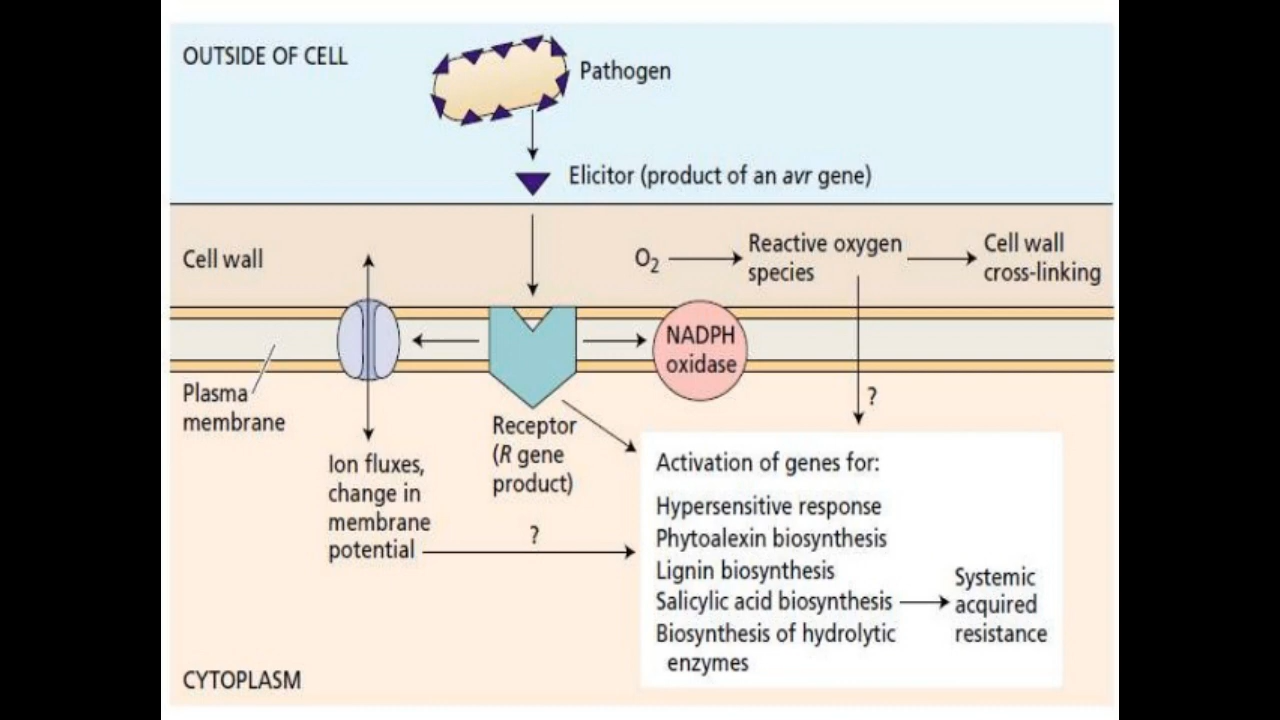 OUTSIDE OF CELL
Pathogen
Elicitor (product of an avr gene)
Cell wall
O2
Reactive oxygen
species
Cell wall
cross-linking
NADPH
oxidase
Plasma
membrane
?
Receptor
(R gene
product)
Ion fluxes,
change in
membrane
potential
?
Activation of genes for:
Hypersensitive response
Phytoalexin biosynthesis
Lignin biosynthesis
Salicylic acid biosynthesis
Biosynthesis of hydrolytic
enzymes
Systemic
acquired
resistance
CYTOPLASM